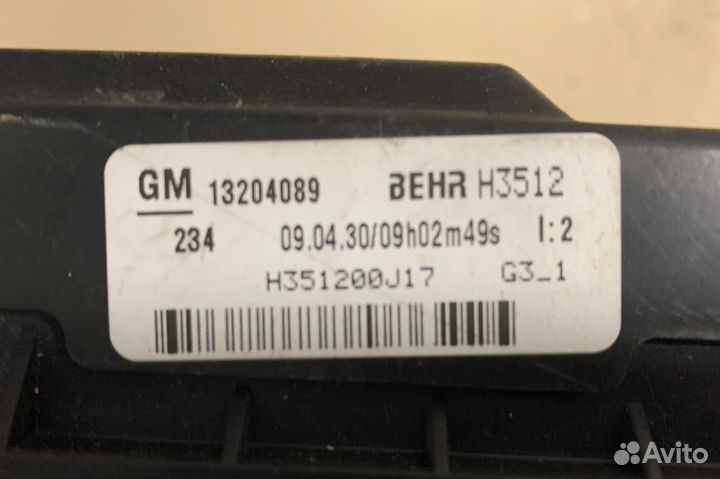 GM 13204089 BEHR H3512
234 09.04.30/09h02m49s I:2
H351200J17 G3_1
Avito